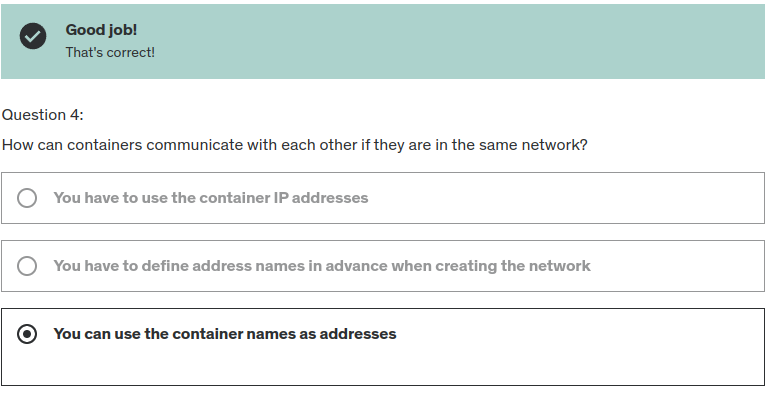 Good job!
That's correct!
Question 4:
How can containers communicate with each other if they are in the same network?
You have to use the container IP addresses
You have to define address names in advance when creating the network
You can use the container names as addresses